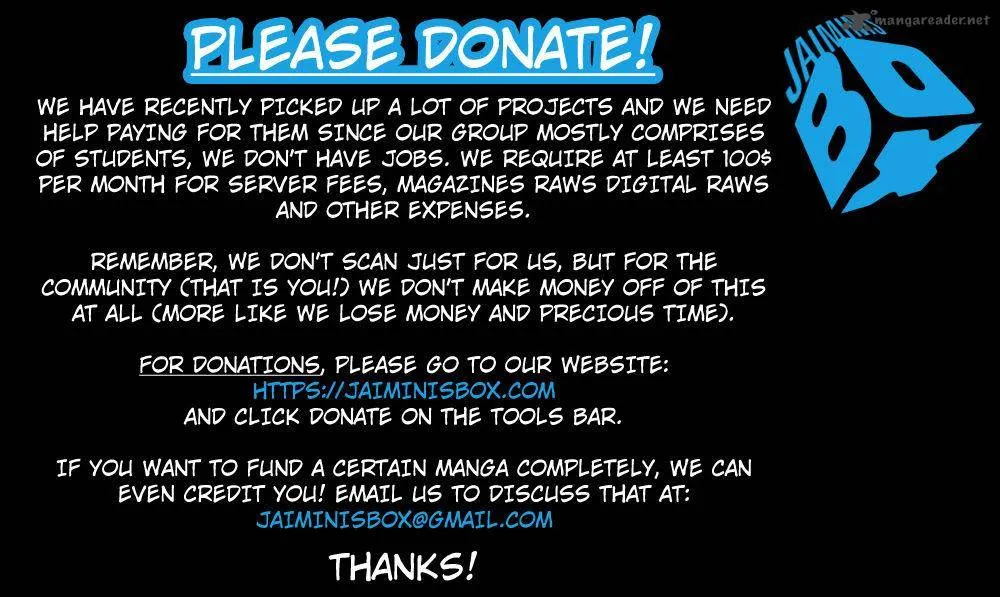 mangareader.net
PLEASE DONATE!
JAIMINIS
BOX
WE HAVE RECENTLY PICKED UP A LOT OF PROJECTS AND WE NEED
HELP PAYING FOR THEM SINCE OUR GROUP MOSTLY COMPRISES
OF STUDENTS, WE DON'T HAVE JOBS. WE REQUIRE AT LEAST 100$
PER MONTH FOR SERVER FEES, MAGAZINES RAWS DIGITAL RAWS
AND OTHER EXPENSES.
REMEMBER, WE DON'T SCAN JUST FOR US, BUT FOR THE
COMMUNITY (THAT IS YOU!) WE DON'T MAKE MONEY OFF OF THIS
AT ALL (MORE LIKE WE LOSE MONEY AND PRECIOUS TIME).
FOR DONATIONS, PLEASE GO TO OUR WEBSITE:
HTTPS://JAIMINISBOX.COM
AND CLICK DONATE ON THE TOOLS BAR.
IF YOU WANT TO FUND A CERTAIN MANGA COMPLETELY, WE CAN
EVEN CREDIT YOU! EMAIL US TO DISCUSS THAT AT:
JAIMINISBOX@GMAIL.COM
THANKS!